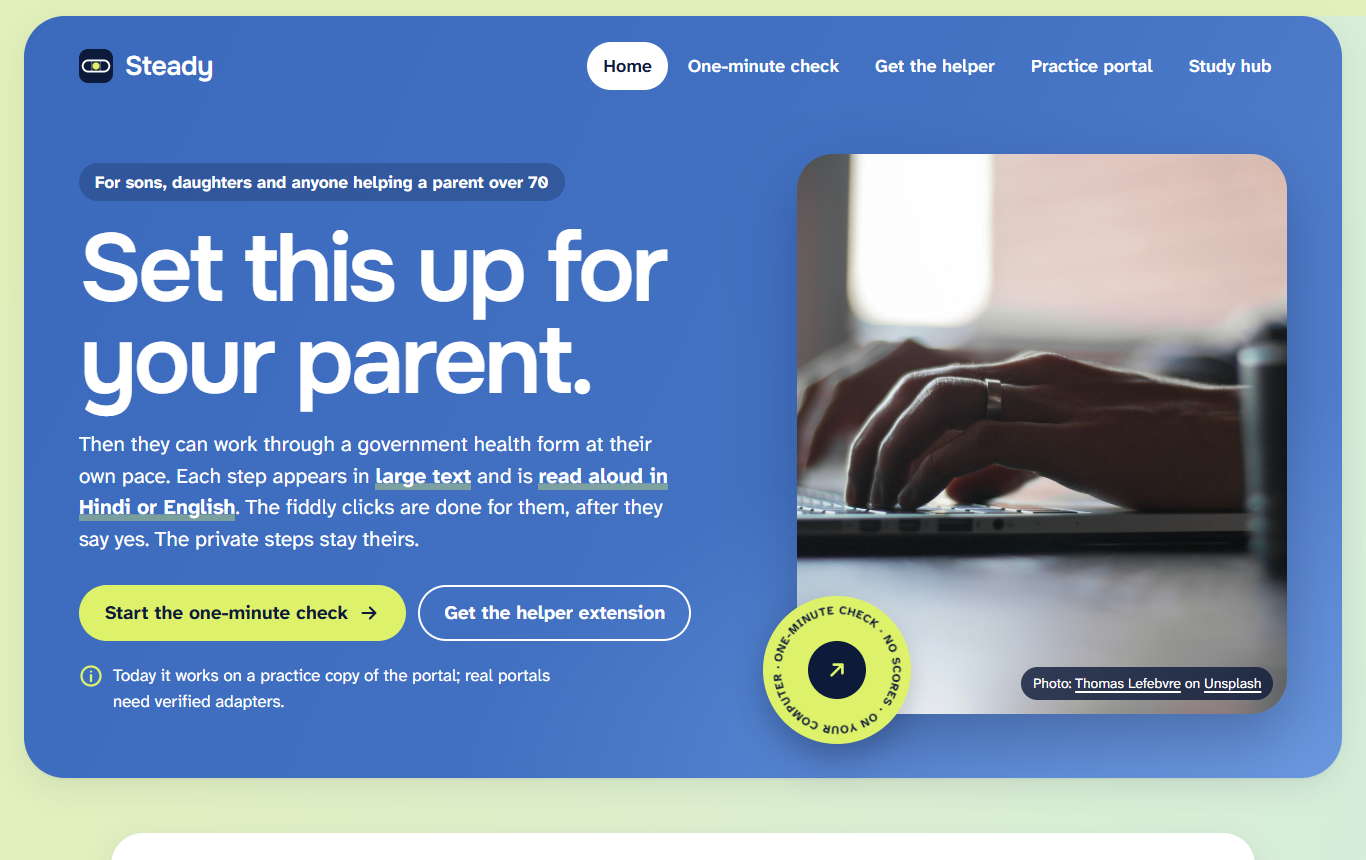 Steady
Home
One-minute check
Get the helper
Practice portal
Study hub
For sons, daughters and anyone helping a parent over 70
Set this up for
your parent.
Then they can work through a government health form at their
own pace. Each step appears in large text and is read aloud in
Hindi or English. The fiddly clicks are done for them, after they
say yes. The private steps stay theirs.
Start the one-minute check →
Get the helper extension
Today it works on a practice copy of the portal; real portals
need verified adapters.
ONE-MINUTE CHECK · NO SCORES · ON YOUR COMPUTER ·
Photo: Thomas Lefebvre on Unsplash